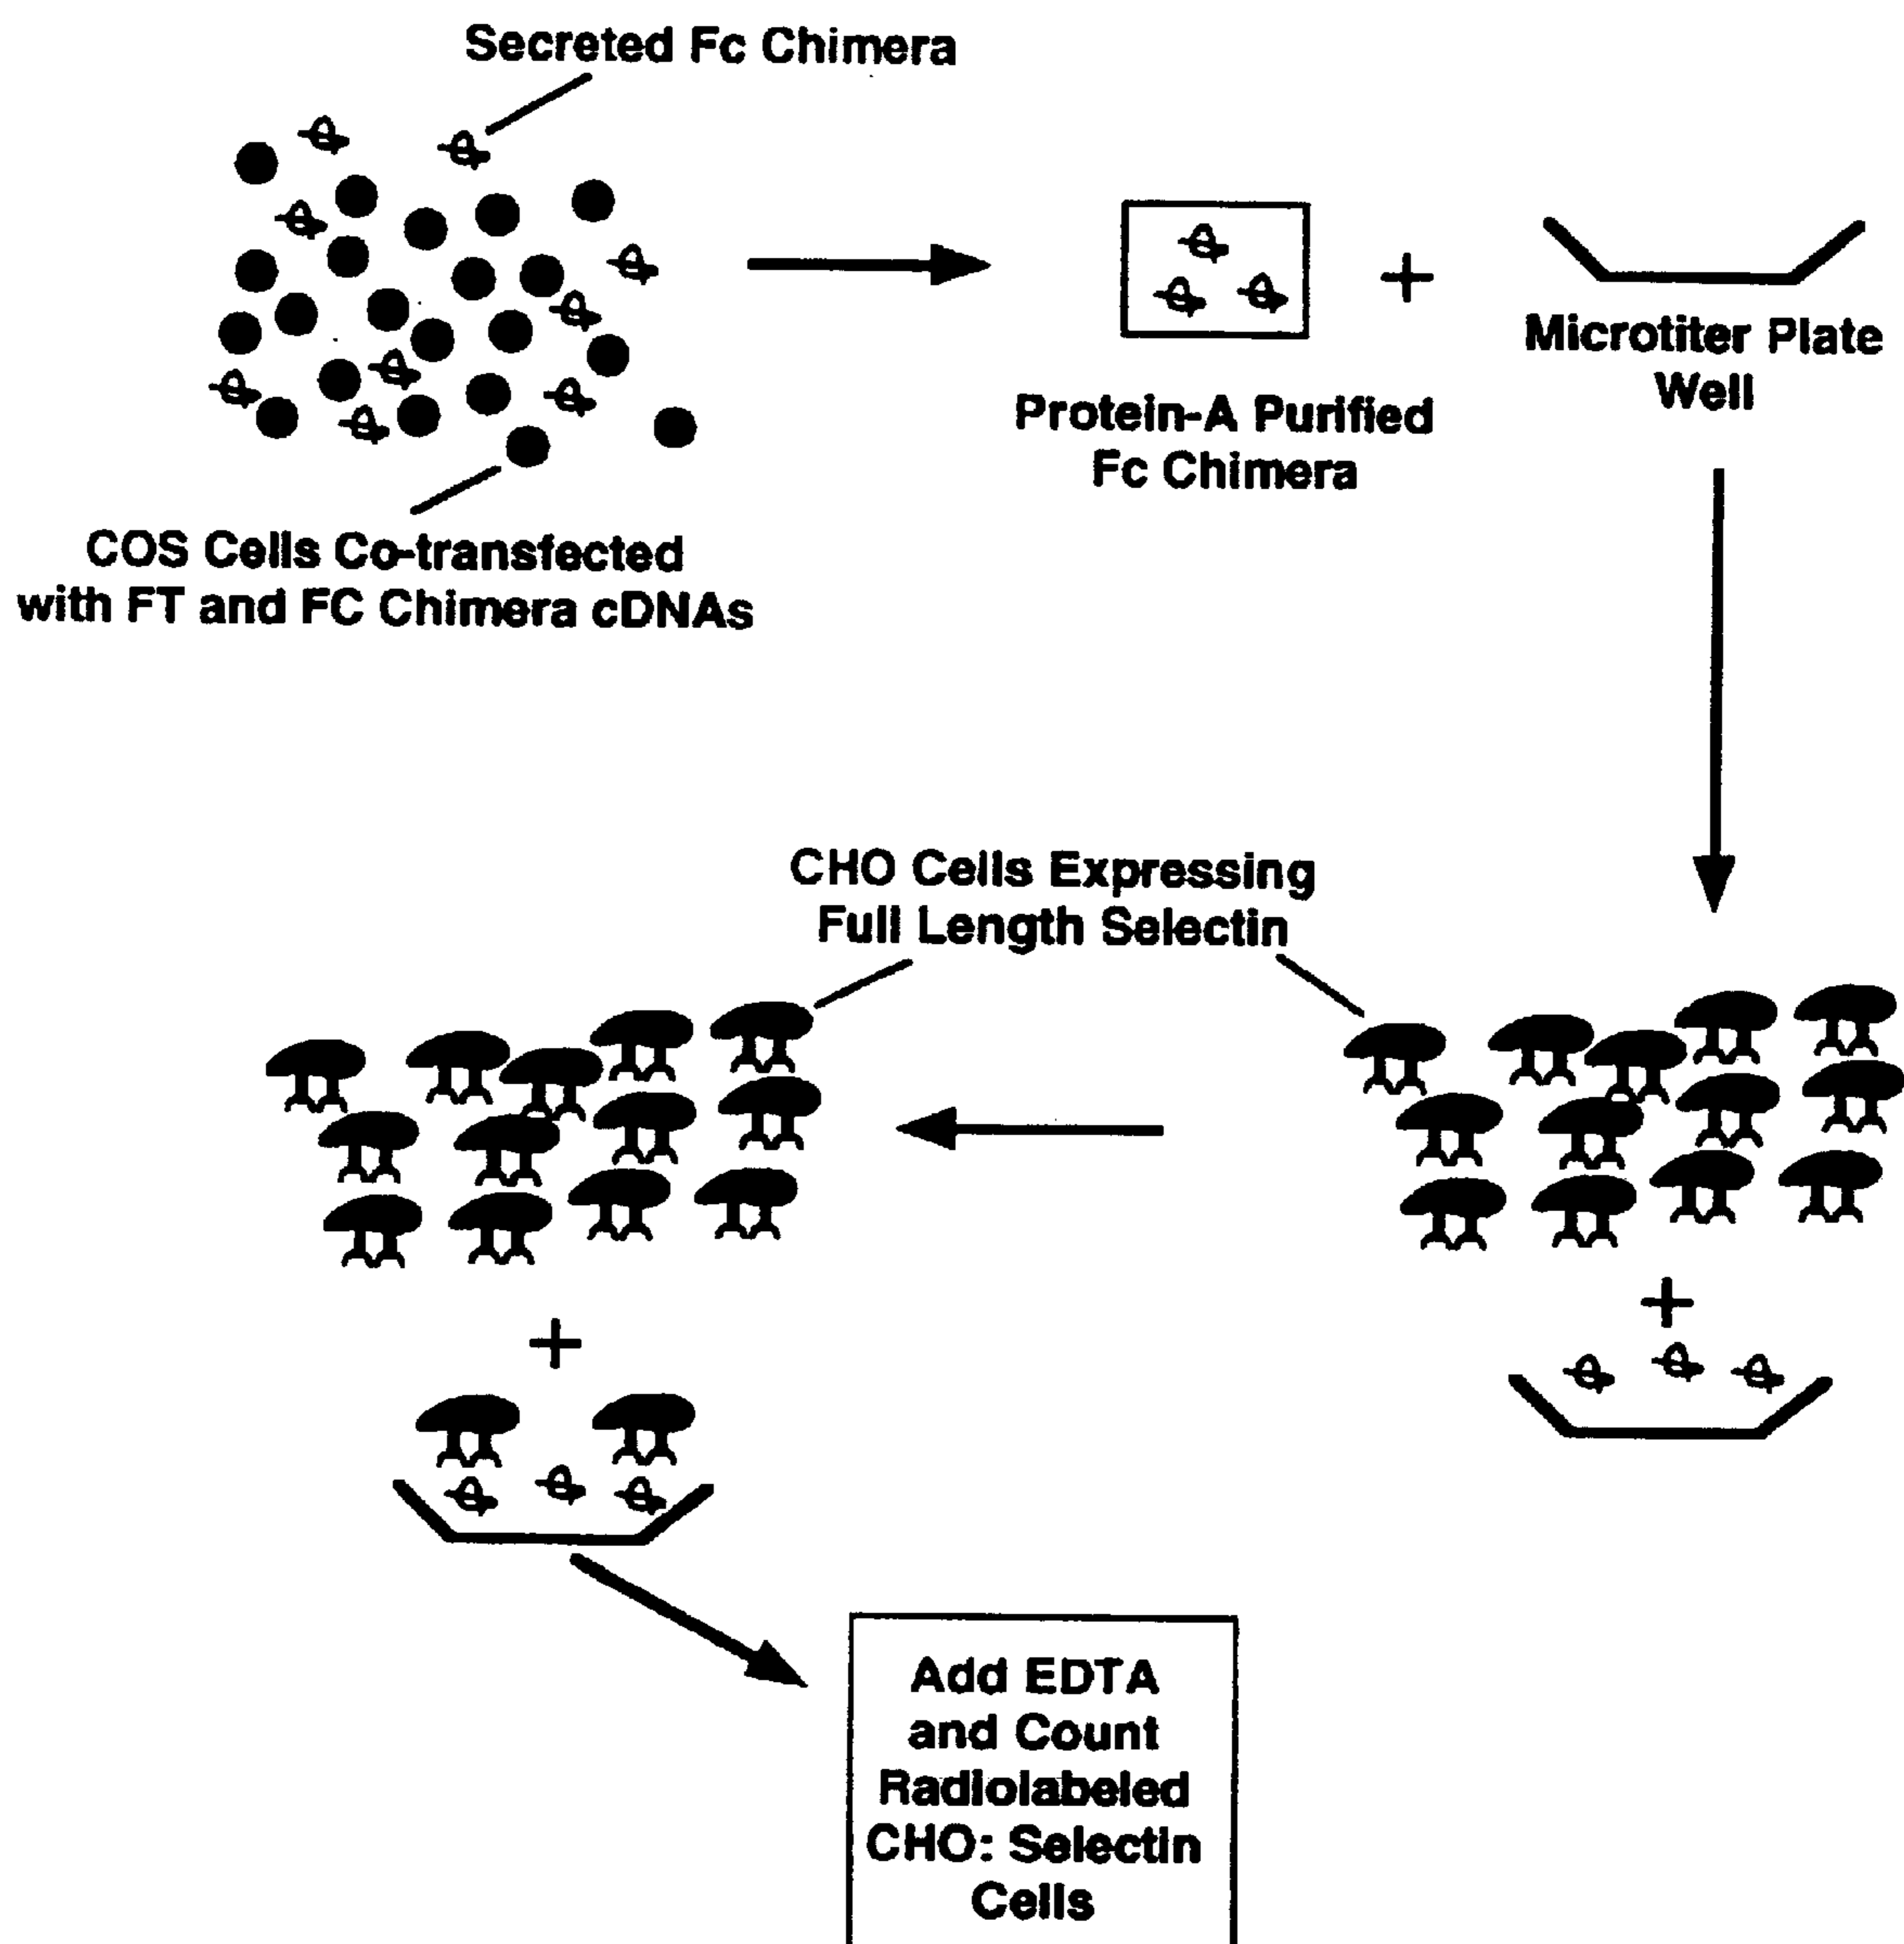 Secreted Fc Chimera
Microtiter Plate
Well
Protein-A Purified
Fc Chimera
COS Cells Co-transfected
with FT and FC Chimera cDNAs
CHO Cells Expressing
Full Length Selectin
Add EDTA
and Count
Radiolabeled
CHO: Selectin
Cells